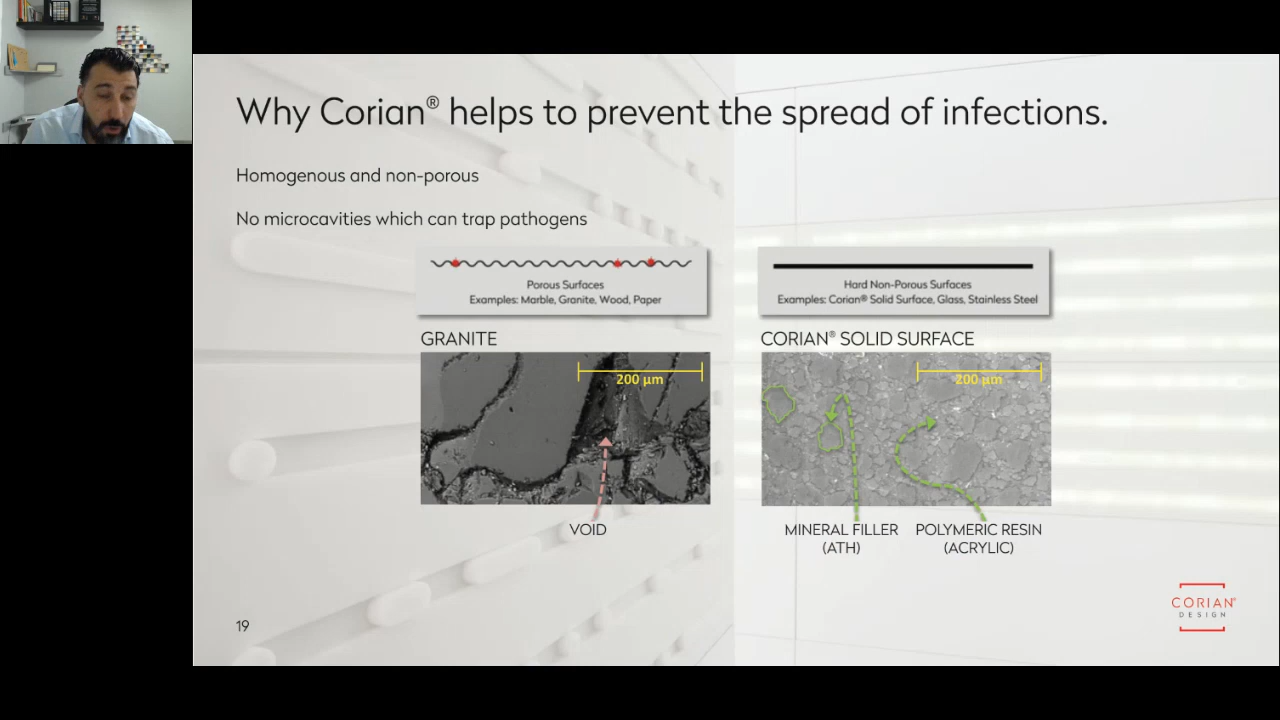 Why Corian® helps to prevent the spread of infections.
Homogenous and non-porous
No microcavities which can trap pathogens
Porous Surfaces
Examples: Marble, Granite, Wood, Paper
Hard Non-Porous Surfaces
Examples: Corian® Solid Surface, Glass, Stainless Steel
GRANITE
CORIAN® SOLID SURFACE
200 µm
200 µm
VOID
MINERAL FILLER
(ATH)
POLYMERIC RESIN
(ACRYLIC)
CORIAN®
DESIGN
19